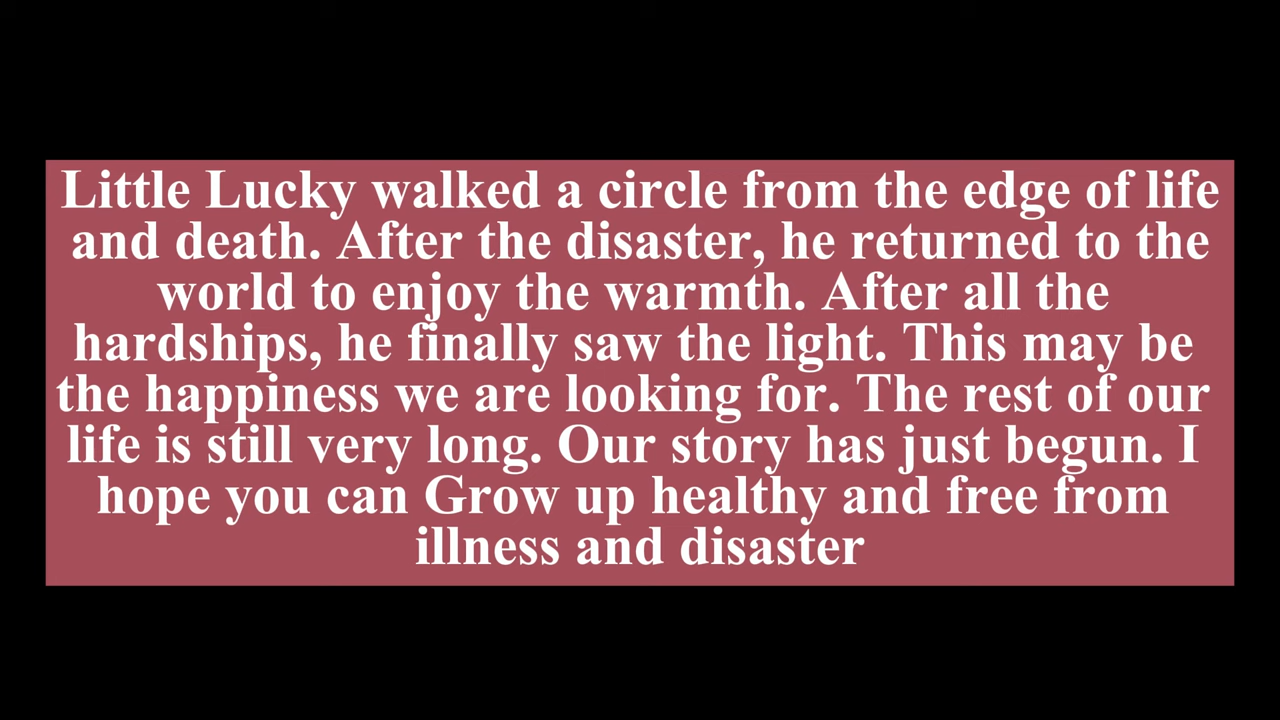 Little Lucky walked a circle from the edge of life
and death. After the disaster, he returned to the
world to enjoy the warmth. After all the
hardships, he finally saw the light. This may be
the happiness we are looking for. The rest of our
life is still very long. Our story has just begun. I
hope you can Grow up healthy and free from
illness and disaster